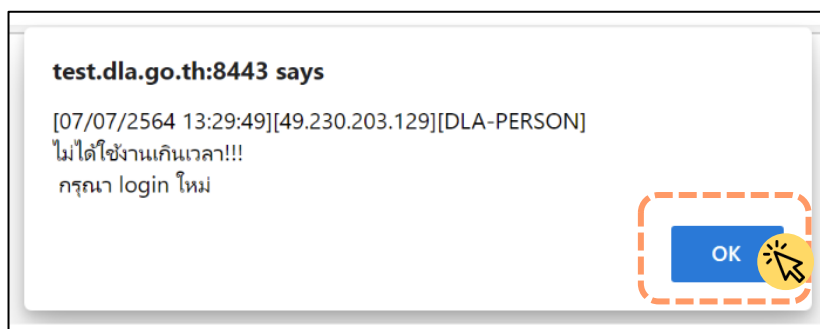 test.dla.go.th:8443 says
[07/07/2564 13:29:49][49.230.203.129][DLA-PERSON]
ไม่ได้ใช้งานเกินเวลา!!!
กรุณา login ใหม่
OK